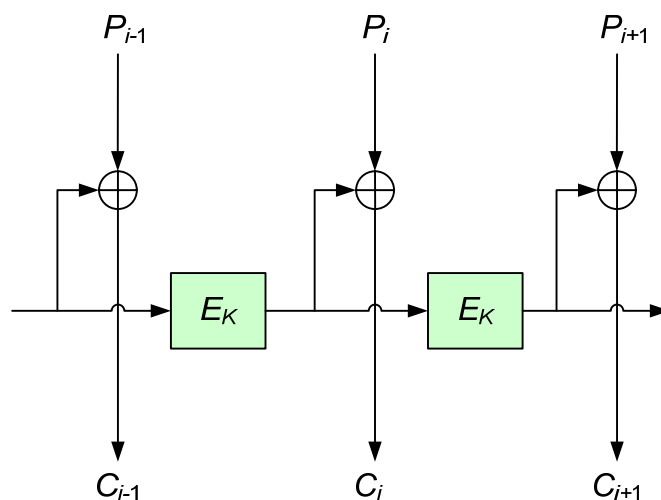 P_{i-1} P_i P_{i+1}
E_K E_K
C_{i-1} C_i C_{i+1}